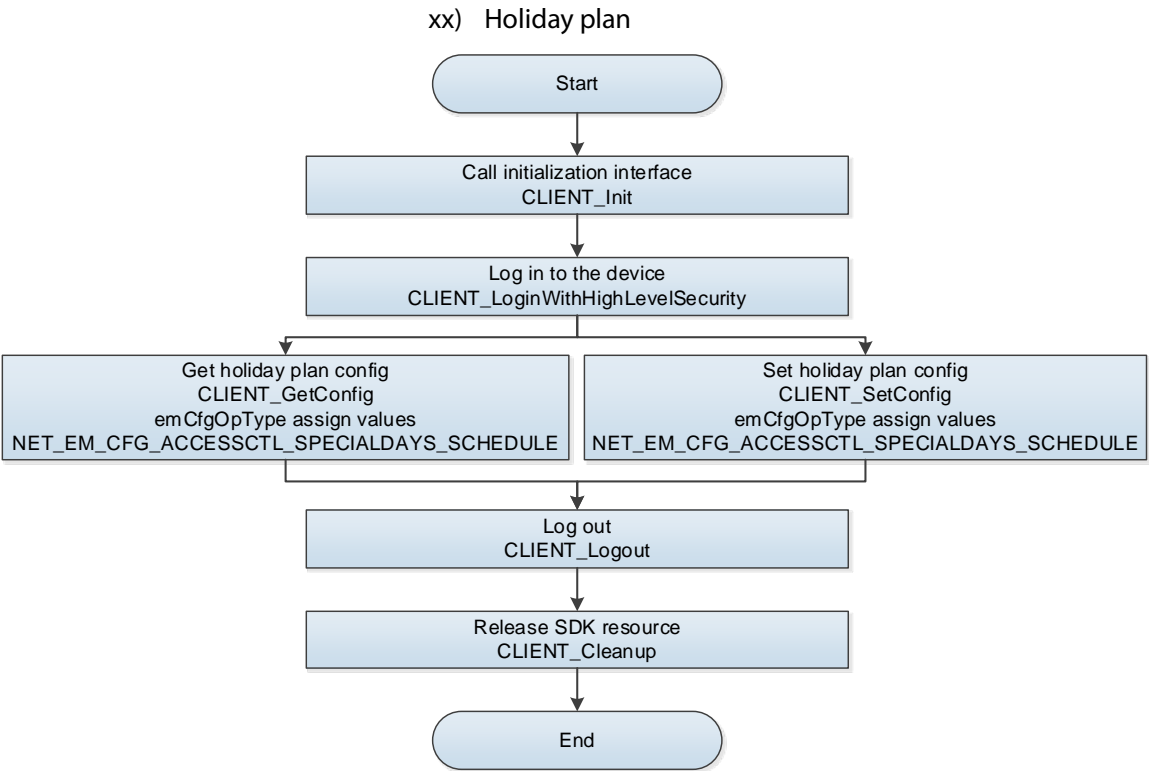 xx) Holiday plan
Start
Call initialization interface
CLIENT_Init
Log in to the device
CLIENT_LoginWithHighLevelSecurity
Get holiday plan config
CLIENT_GetConfig
emCfgOpType assign values
NET_EM_CFG_ACCESSCTL_SPECIALDAYS_SCHEDULE
Set holiday plan config
CLIENT_SetConfig
emCfgOpType assign values
NET_EM_CFG_ACCESSCTL_SPECIALDAYS_SCHEDULE
Log out
CLIENT_Logout
Release SDK resource
CLIENT_Cleanup
End